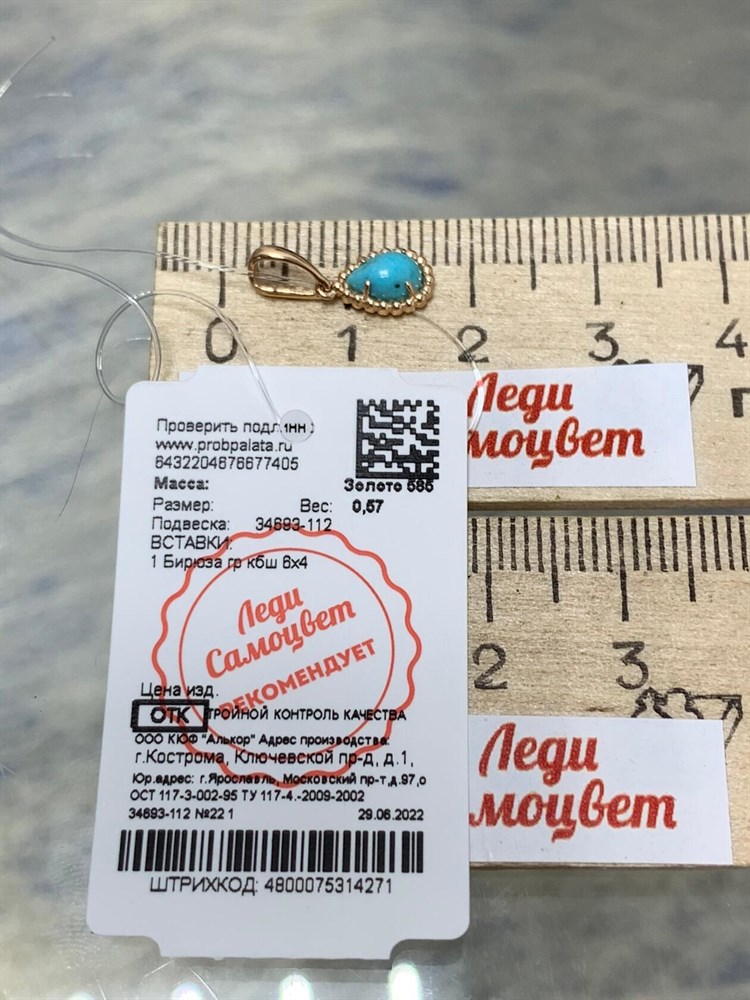 0 1 2 3 4
Леди
моцвет
Проверить подлинн
www.probpalata.ru
6432204676677405
Масса: Золото 585
Размер: Вес: 0,57
Подвеска: 34693-112
ВСТАВКИ:
1 Бирюза гр кбш 6х4
Леди
Самоцвет
РЕКОМЕНДУЕТ
Цена изд.
ОТК ТРОЙНОЙ КОНТРОЛЬ КАЧЕСТВА
ООО КЮФ "Алькор" Адрес производства:
г.Кострома, Ключевской пр-д, д.1,
Юр.адрес: г.Ярославль, Московский пр-т,д.97,о
ОСТ 117-3-002-95 ТУ 117-4.-2009-2002
34693-112 №22 1 29.06.2022
ШТРИХКОД: 4800075314271
2 3
Леди
моцвет